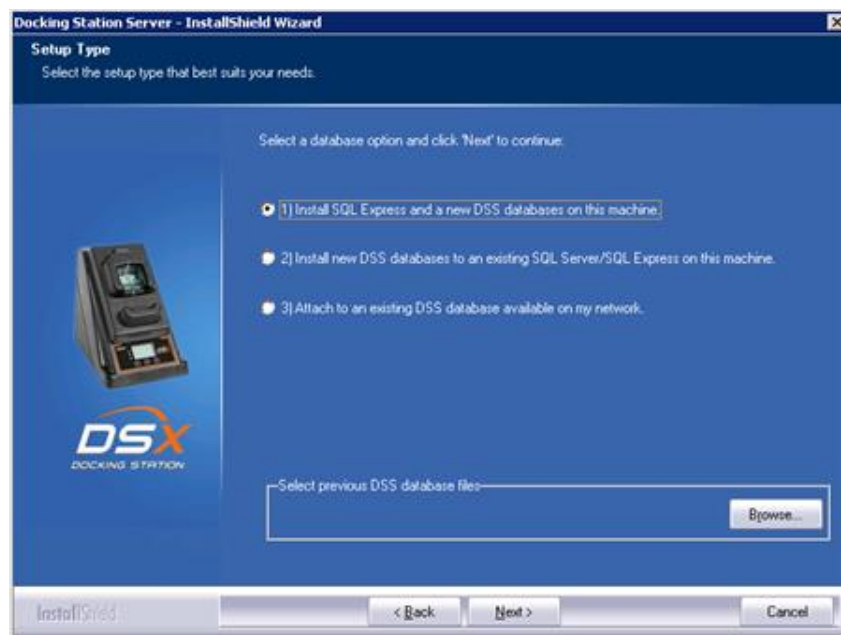 Docking Station Server - InstallShield Wizard
Setup Type
Select the setup type that best suits your needs.
Select a database option and click 'Next' to continue:
1) Install SQL Express and a new DSS databases on this machine.
2) Install new DSS databases to an existing SQL Server/SQL Express on this machine.
3) Attach to an existing DSS database available on my network.
DSX
DOCKING STATION
Select previous DSS database files
Browse...
InstallShield
< Back
Next >
Cancel